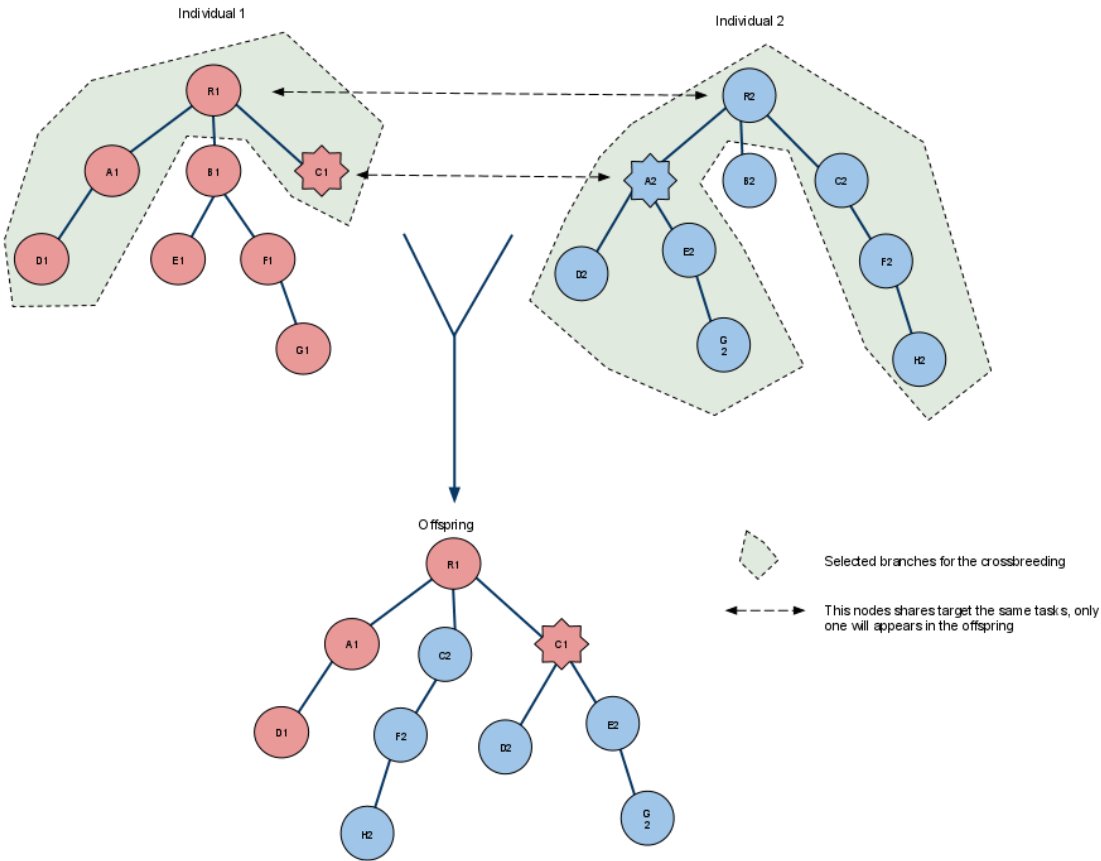 Individual 1
Individual 2
R1
R2
A1
B1
C1
A2
B2
C2
D1
E1
F1
D2
E2
F2
G1
G
2
H2
Offspring
R1
A1
C2
C1
D1
F2
D2
E2
H2
G
2
Selected branches for the crossbreeding
This nodes shares target the same tasks, only
one will appears in the offspring